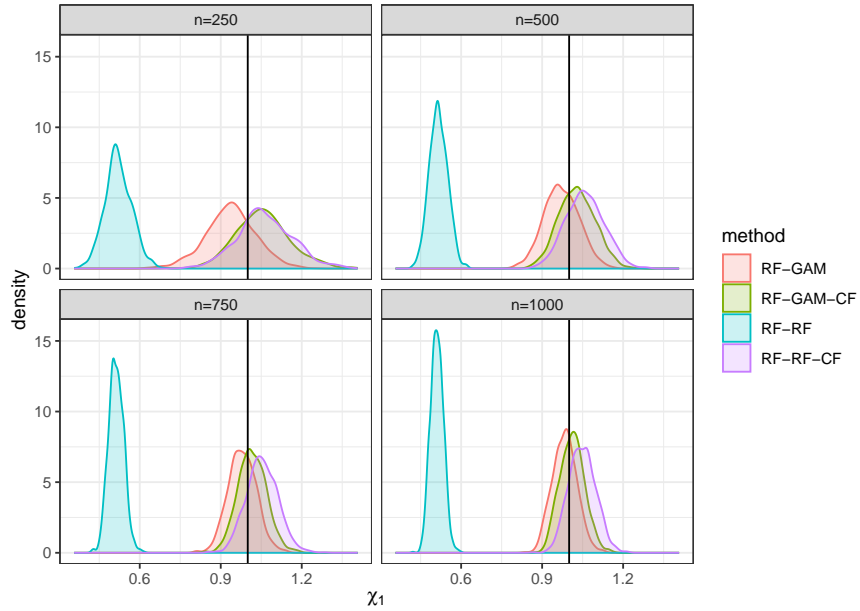 n=250
n=500
15
10
5
0
density
n=750
n=1000
15
10
5
0
0.6
0.9
1.2
0.6
0.9
1.2
χ1
method
RF−GAM
RF−GAM−CF
RF−RF
RF−RF−CF